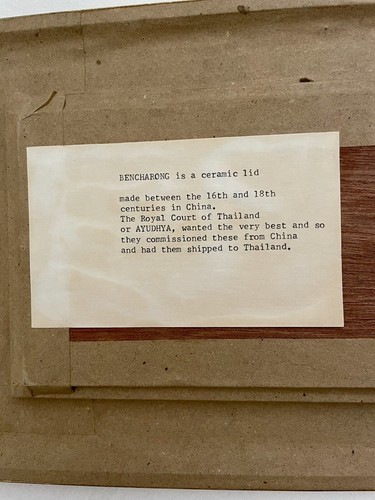 BENCHARONG is a ceramic lid
made between the 16th and 18th
centuries in China.
The Royal Court of Thailand
or AYUDHYA, wanted the very best and so
they commissioned these from China
and had them shipped to Thailand.